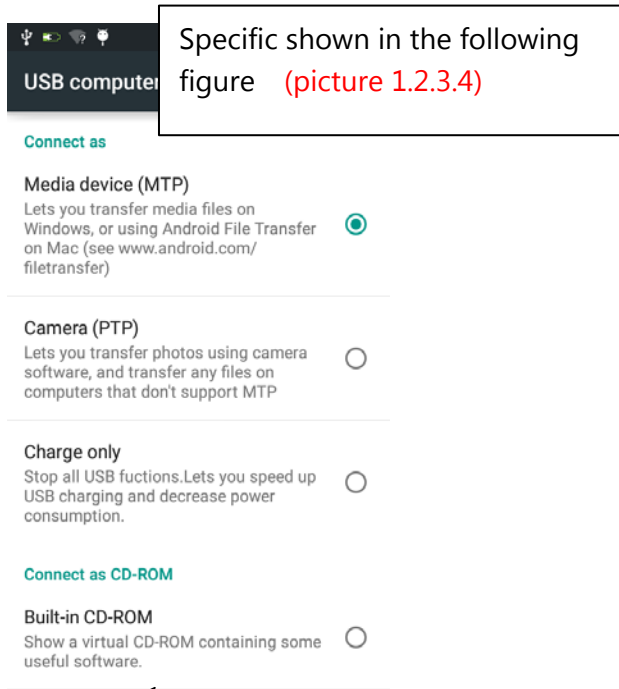 Specific shown in the following
figure (picture 1.2.3.4)
USB computer
Connect as
Media device (MTP)
Lets you transfer media files on
Windows, or using Android File Transfer
on Mac (see www.android.com/
filetransfer)
Camera (PTP)
Lets you transfer photos using camera
software, and transfer any files on
computers that don't support MTP
Charge only
Stop all USB fuctions.Lets you speed up
USB charging and decrease power
consumption.
Connect as CD-ROM
Built-in CD-ROM
Show a virtual CD-ROM containing some
useful software.